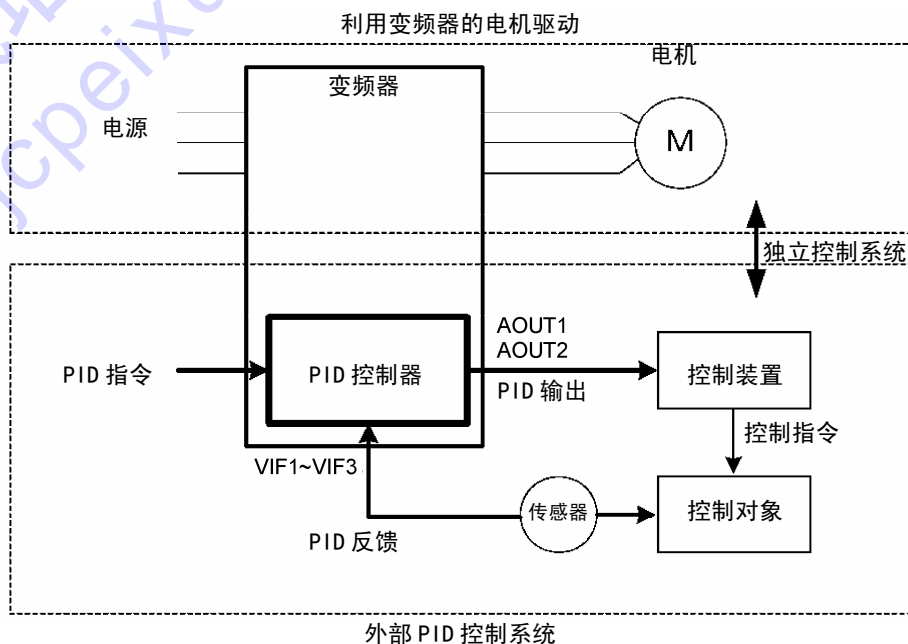 利用变频器的电机驱动
电机
变频器
电源
M
独立控制系统
AOUT1
AOUT2
PID 指令
PID 控制器
PID 输出
控制装置
控制指令
VIF1~VIF3
传感器
控制对象
PID 反馈
外部 PID 控制系统
jcpeix